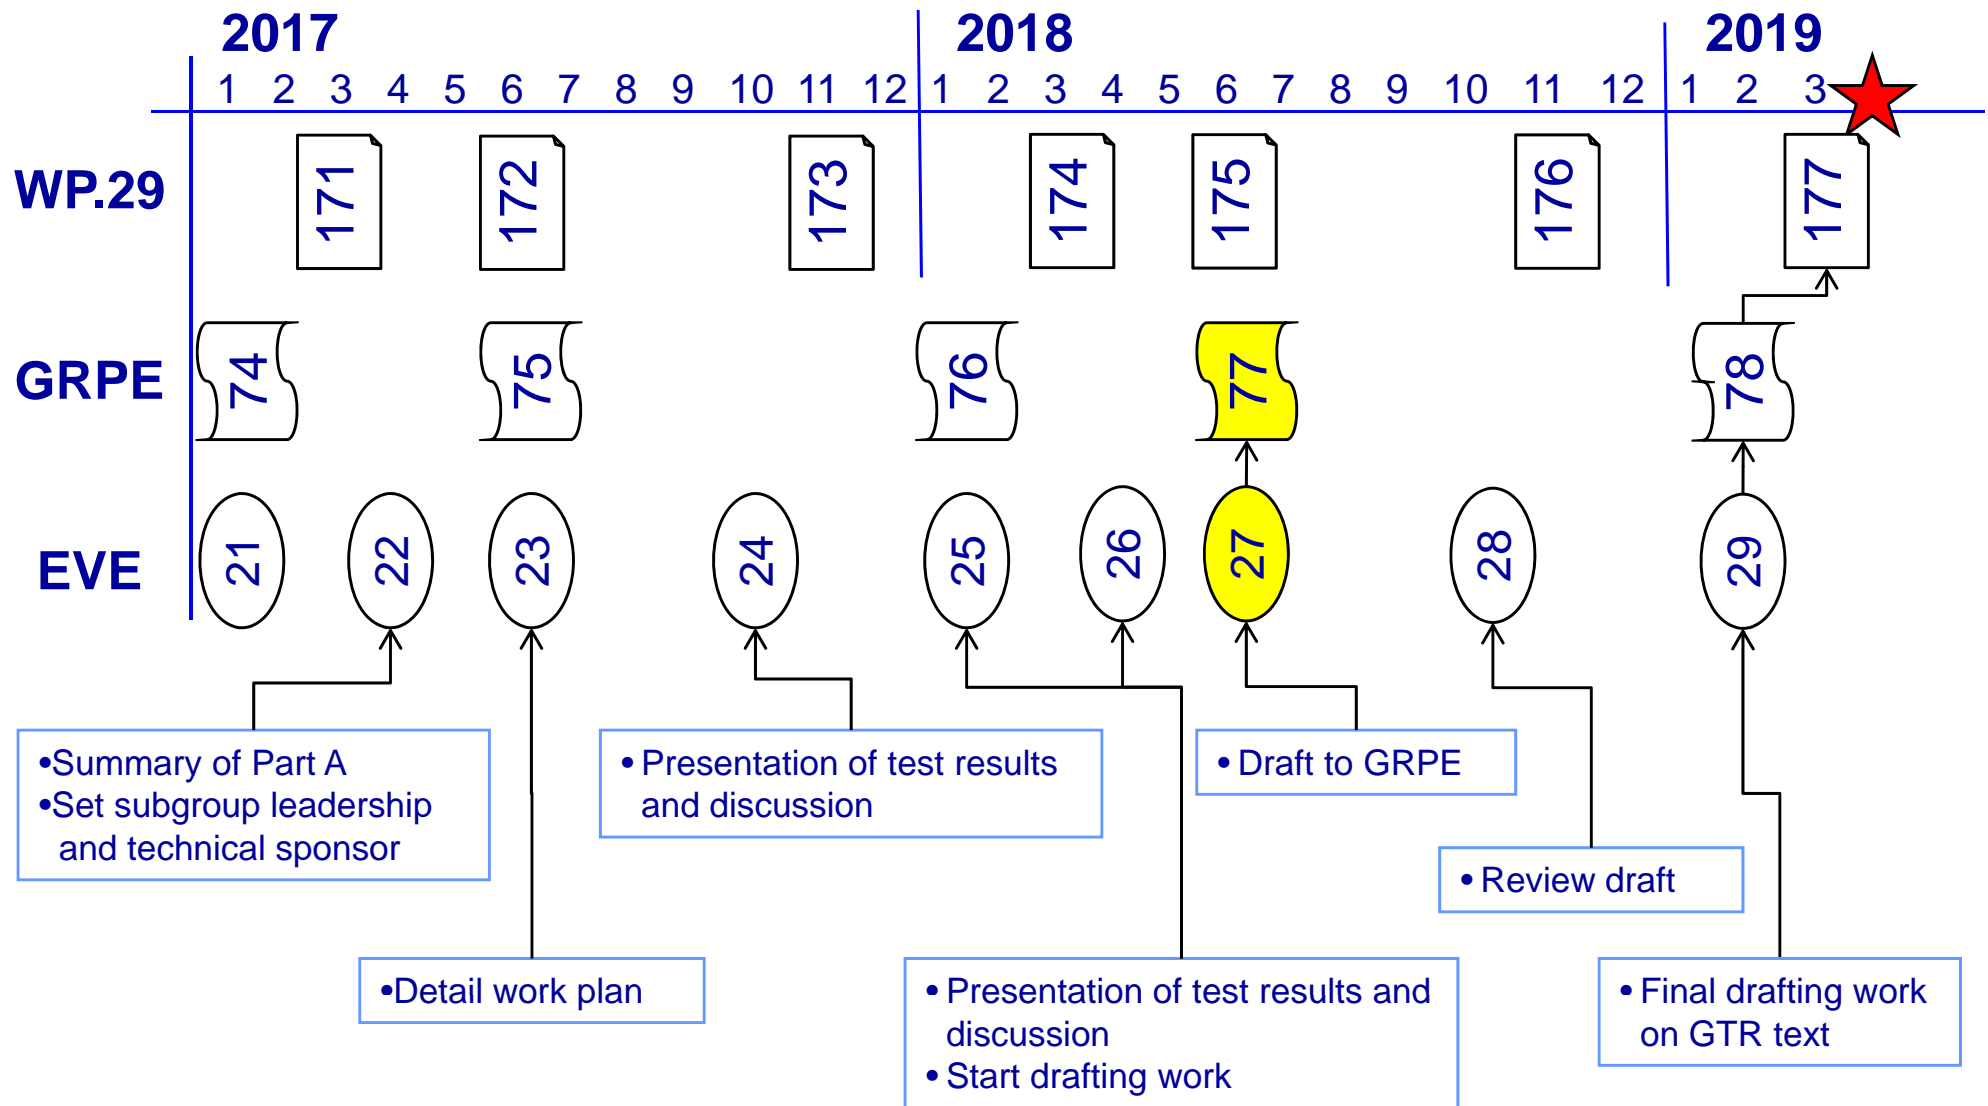 2017 2018 2019
1 2 3 4 5 6 7 8 9 10 11 12 1 2 3 4 5 6 7 8 9 10 11 12 1 2 3
WP.29 171 172 173 174 175 176 177
GRPE 74 75 76 77 78
EVE 21 22 23 24 25 26 27 28 29
•Summary of Part A
•Set subgroup leadership
and technical sponsor
• Presentation of test results
and discussion
• Draft to GRPE
• Review draft
•Detail work plan
• Presentation of test results and
discussion
• Start drafting work
• Final drafting work
on GTR text